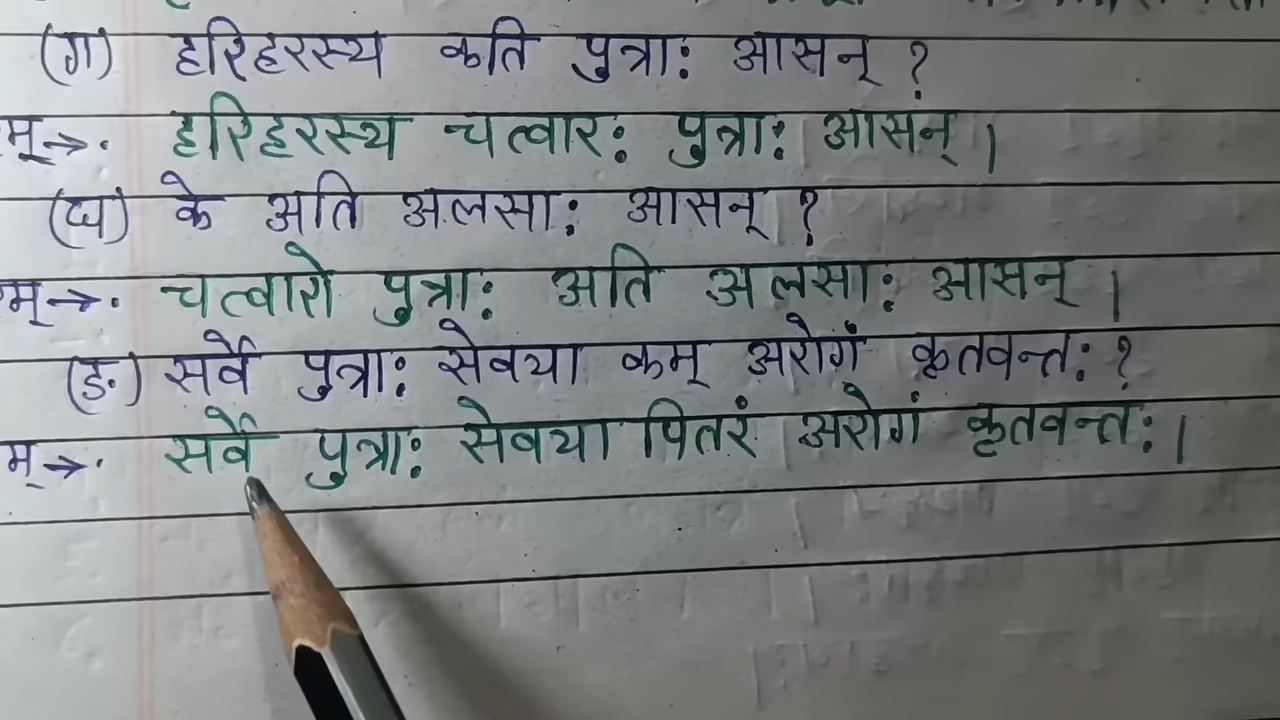 (ग) हरिहरस्य कति पुत्राः आसन् ?
म् →. हरिहरस्य चत्वारः पुत्राः आसन् ।
(घ) के अति अलसाः आसन् ?
म् →. चत्वारो पुत्राः अति अलसाः आसन् ।
(ङ) सर्वे पुत्राः सेवया कम् अरोगं कृतवन्तः ?
म् →. सर्वे पुत्राः सेवया पितरं अरोगं कृतवन्तः ।